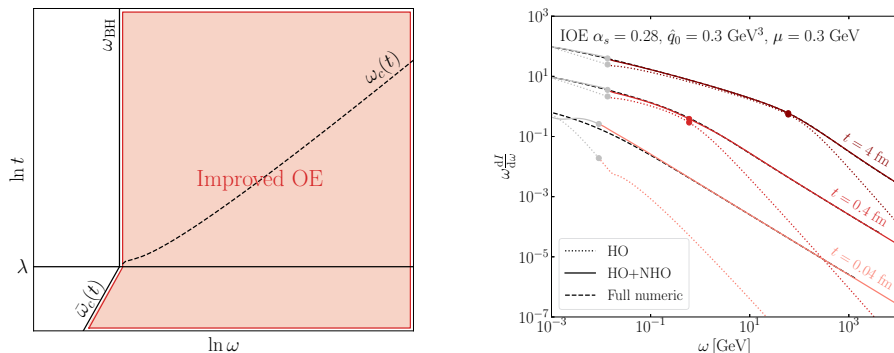 ω_BH
ω_c(t)
ln t
Improved OE
λ
ω̄_c(t)
ln ω
10^3
10^1
10^-1
10^-3
10^-5
10^-7
ω dI/dω
IOE α_s = 0.28, q̂_0 = 0.3 GeV^3, μ = 0.3 GeV
t = 4 fm
t = 0.4 fm
t = 0.04 fm
HO
HO+NHO
Full numeric
10^-3
10^-1
10^1
10^3
ω [GeV]